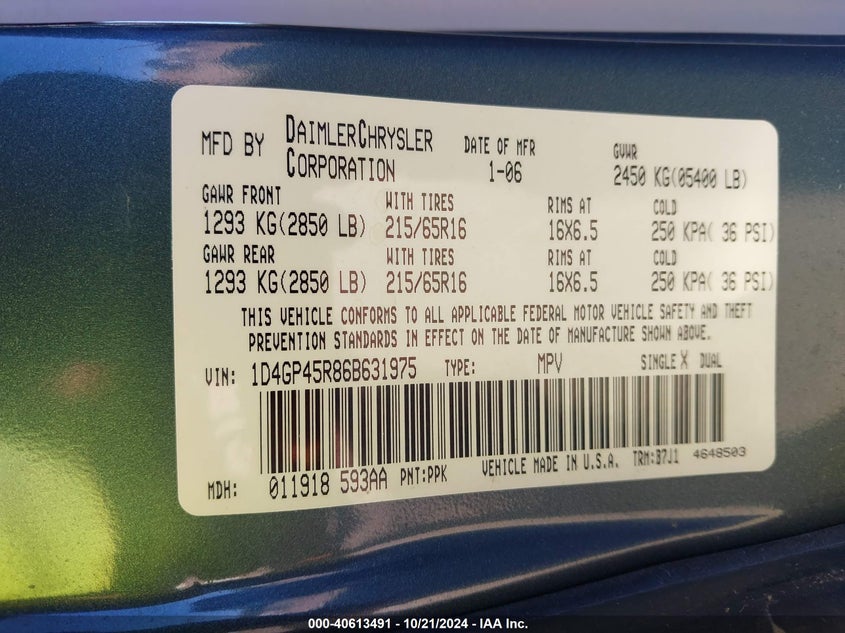 MFD BY DAIMLERCHRYSLER CORPORATION DATE OF MFR 1-06 GVWR 2450 KG(05400 LB)
GAWR FRONT WITH TIRES RIMS AT COLD
1293 KG(2850 LB) 215/65R16 16X6.5 250 KPA( 36 PSI)
GAWR REAR WITH TIRES RIMS AT COLD
1293 KG(2850 LB) 215/65R16 16X6.5 250 KPA( 36 PSI)
THIS VEHICLE CONFORMS TO ALL APPLICABLE FEDERAL MOTOR VEHICLE SAFETY AND THEFT
PREVENTION STANDARDS IN EFFECT ON THE DATE OF MANUFACTURE SHOWN ABOVE.
VIN: 1D4GP45R86B631975 TYPE: MPV SINGLE X DUAL
MDH: 011918 593AA PNT:PPK VEHICLE MADE IN U.S.A. TRM:B7J1 4648503
000-40613491 - 10/21/2024 - IAA Inc.